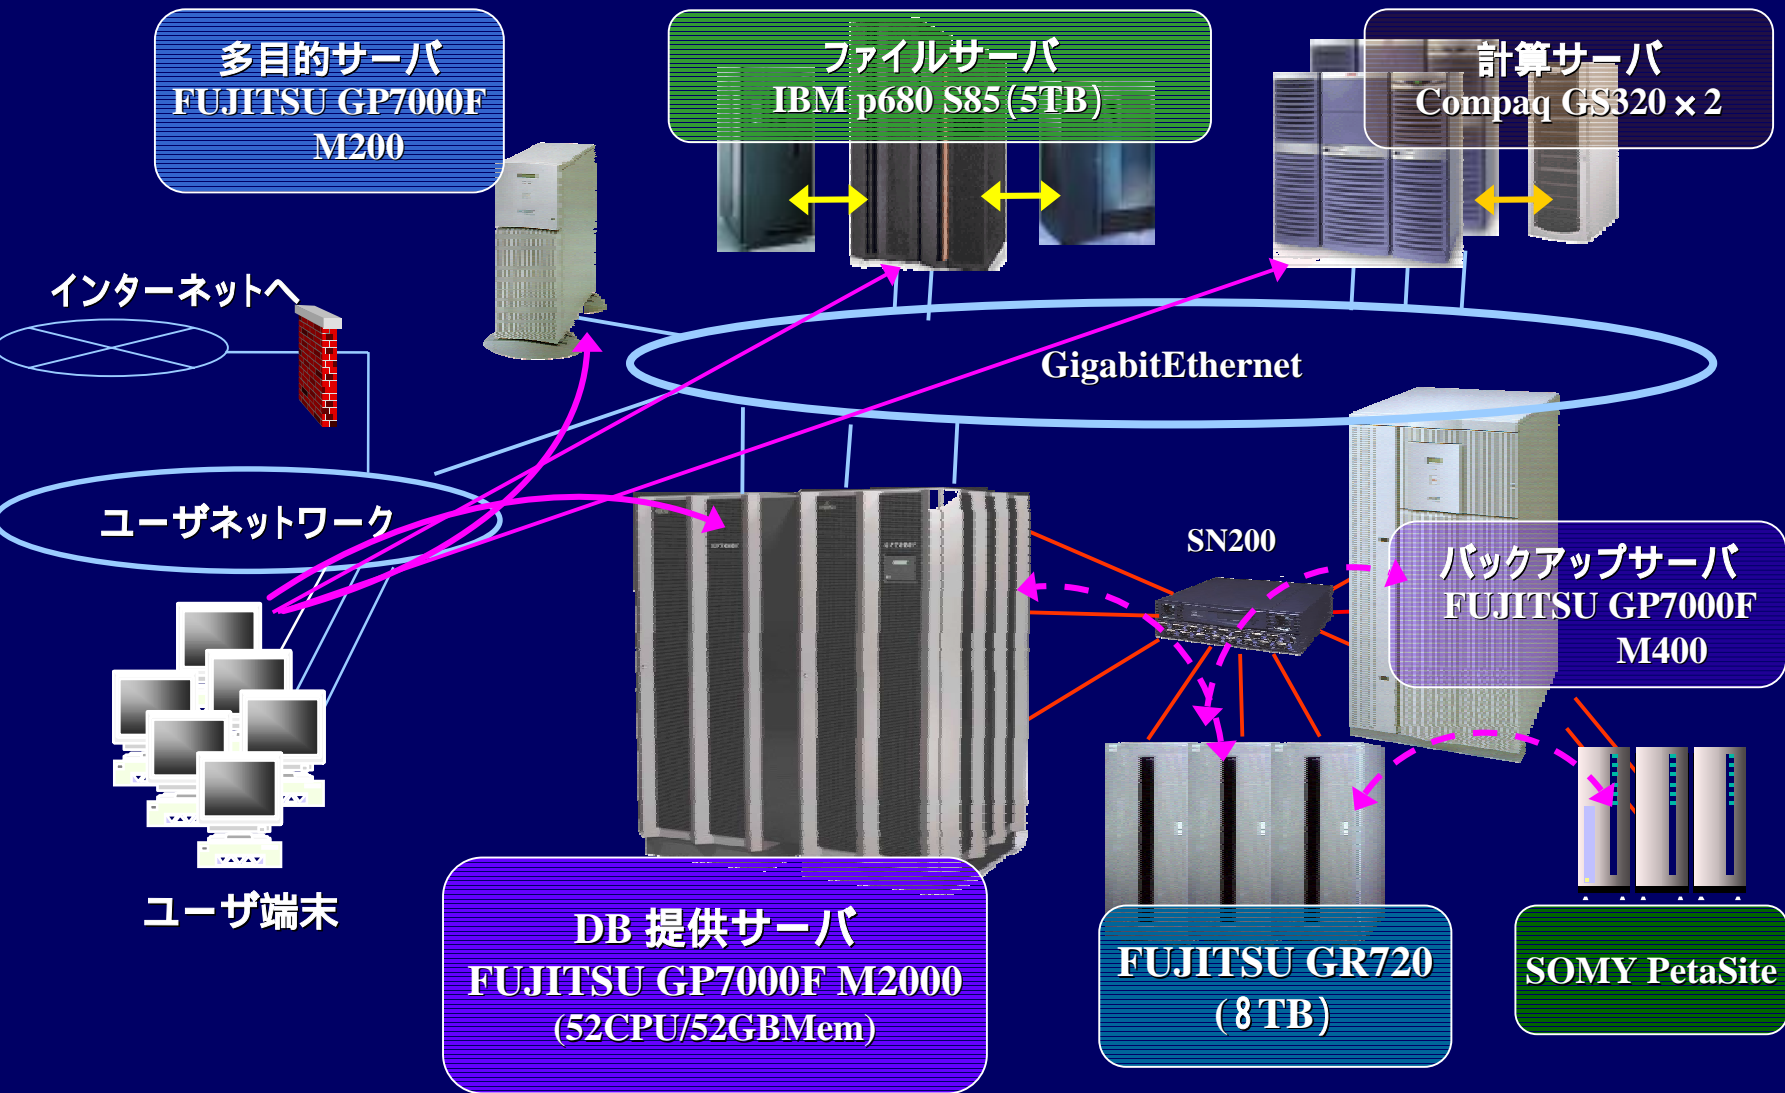 多目的サーバ
FUJITSU GP7000F
M200
ファイルサーバ
IBM p680 S85(5TB)
計算サーバ
Compaq GS320×2
インターネットへ
GigabitEthernet
ユーザネットワーク
SN200
バックアップサーバ
FUJITSU GP7000F
M400
ユーザ端末
DB 提供サーバ
FUJITSU GP7000F M2000
(52CPU/52GBMem)
FUJITSU GR720
(8TB)
SOMY PetaSite